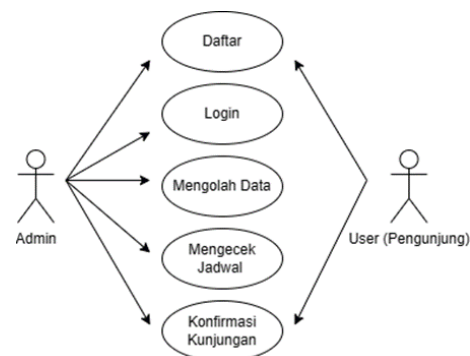 Daftar
Login
Mengolah Data
Admin
User (Pengunjung)
Mengecek
Jadwal
Konfirmasi
Kunjungan